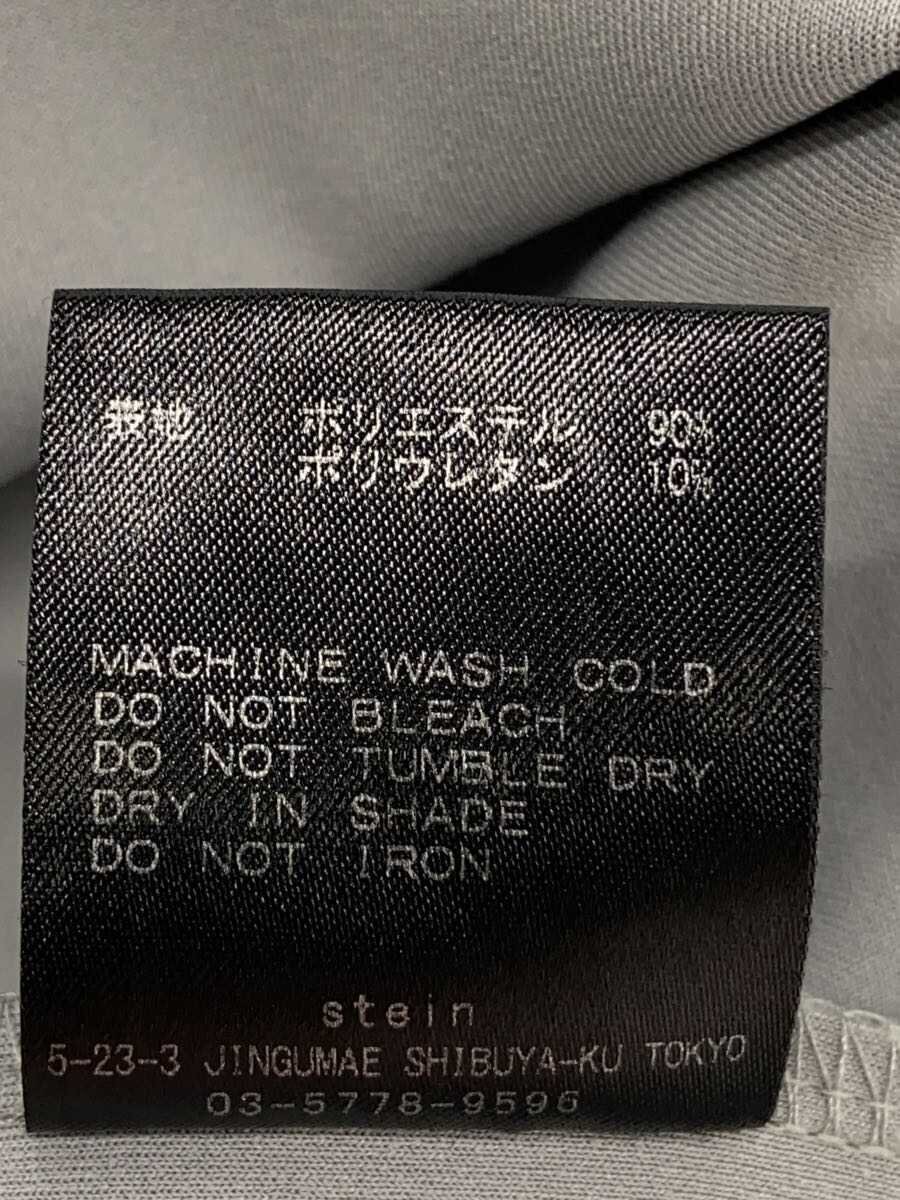 表地 ポリエステル 90%
ポリウレタン 10%
MACHINE WASH COLD
DO NOT BLEACH
DO NOT TUMBLE DRY
DRY IN SHADE
DO NOT IRON
stein
5-23-3 JINGUMAE SHIBUYA-KU TOKYO
03-5778-9596